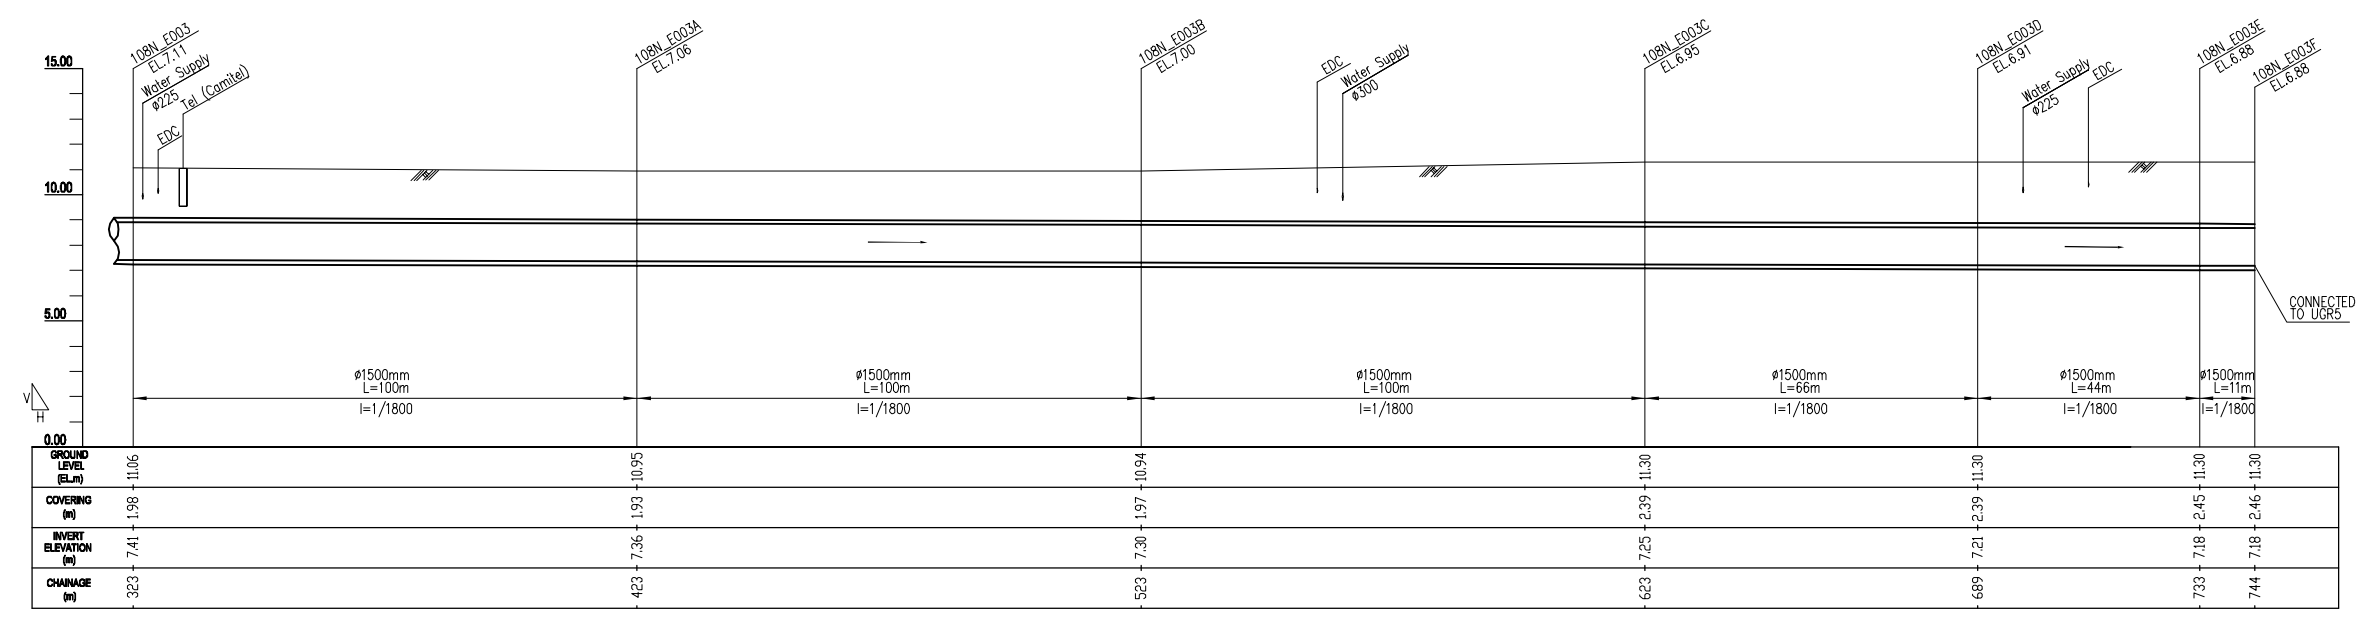 108N_E003
EL.7.11
Water Supply
ø225
Tel (Camitel)
EDC
108N_E003A
EL.7.06
108N_E003B
EL.7.00
EDC
Water Supply
ø300
108N_E003C
EL.6.95
108N_E003D
EL.6.91
Water Supply
ø225
EDC
108N_E003E
EL.6.88
108N_E003F
EL.6.88
15.00
10.00
5.00
0.00
CONNECTED
TO UGR5
V
H
ø1500mm
L=100m
I=1/1800
ø1500mm
L=100m
I=1/1800
ø1500mm
L=100m
I=1/1800
ø1500mm
L=66m
I=1/1800
ø1500mm
L=44m
I=1/1800
ø1500mm
L=11m
I=1/1800
GROUND
LEVEL
(EL.m)
11.06 10.95 10.94 11.30 11.30 11.30 11.30
COVERING
(m)
1.98 1.93 1.97 2.39 2.39 2.45 2.46
INVERT
ELEVATION
(m)
7.41 7.36 7.30 7.25 7.21 7.18 7.18
CHAINAGE
(m)
323 423 523 623 689 733 744